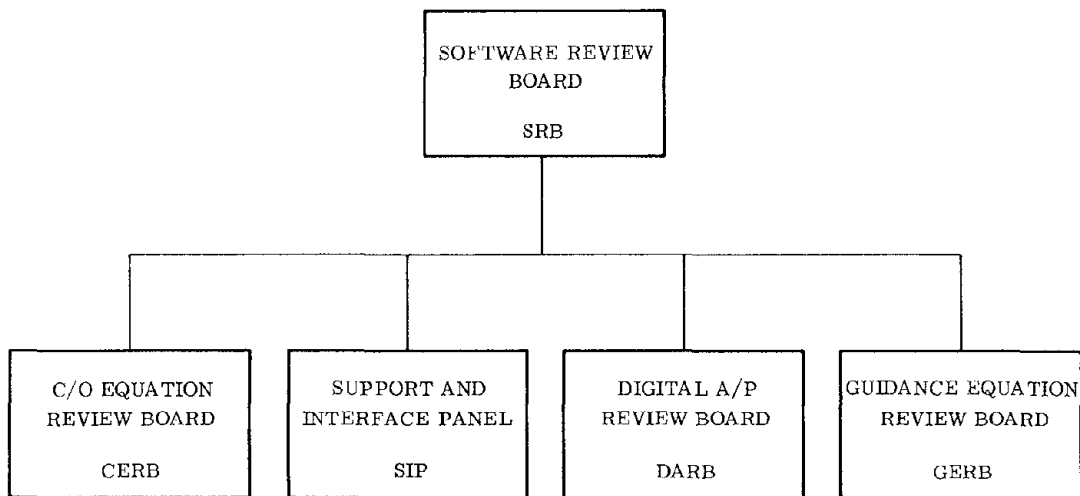 SOFTWARE REVIEW
BOARD
SRB
C/O EQUATION
REVIEW BOARD
CERB
SUPPORT AND
INTERFACE PANEL
SIP
DIGITAL A/P
REVIEW BOARD
DARB
GUIDANCE EQUATION
REVIEW BOARD
GERB